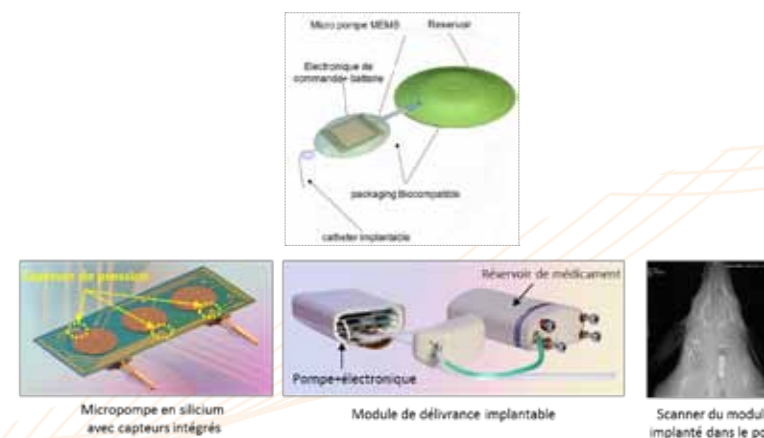 Micro pompe MEMS
Reservoir
Electronique de
commande+ batterie
packaging Biocompatible
catheter implantable
Capteurs de pression
Réservoir de médicament
Pompe+électronique
Micropompe en silicium
avec capteurs intégrés
Module de délivrance implantable
Scanner du modul
implanté dans le po